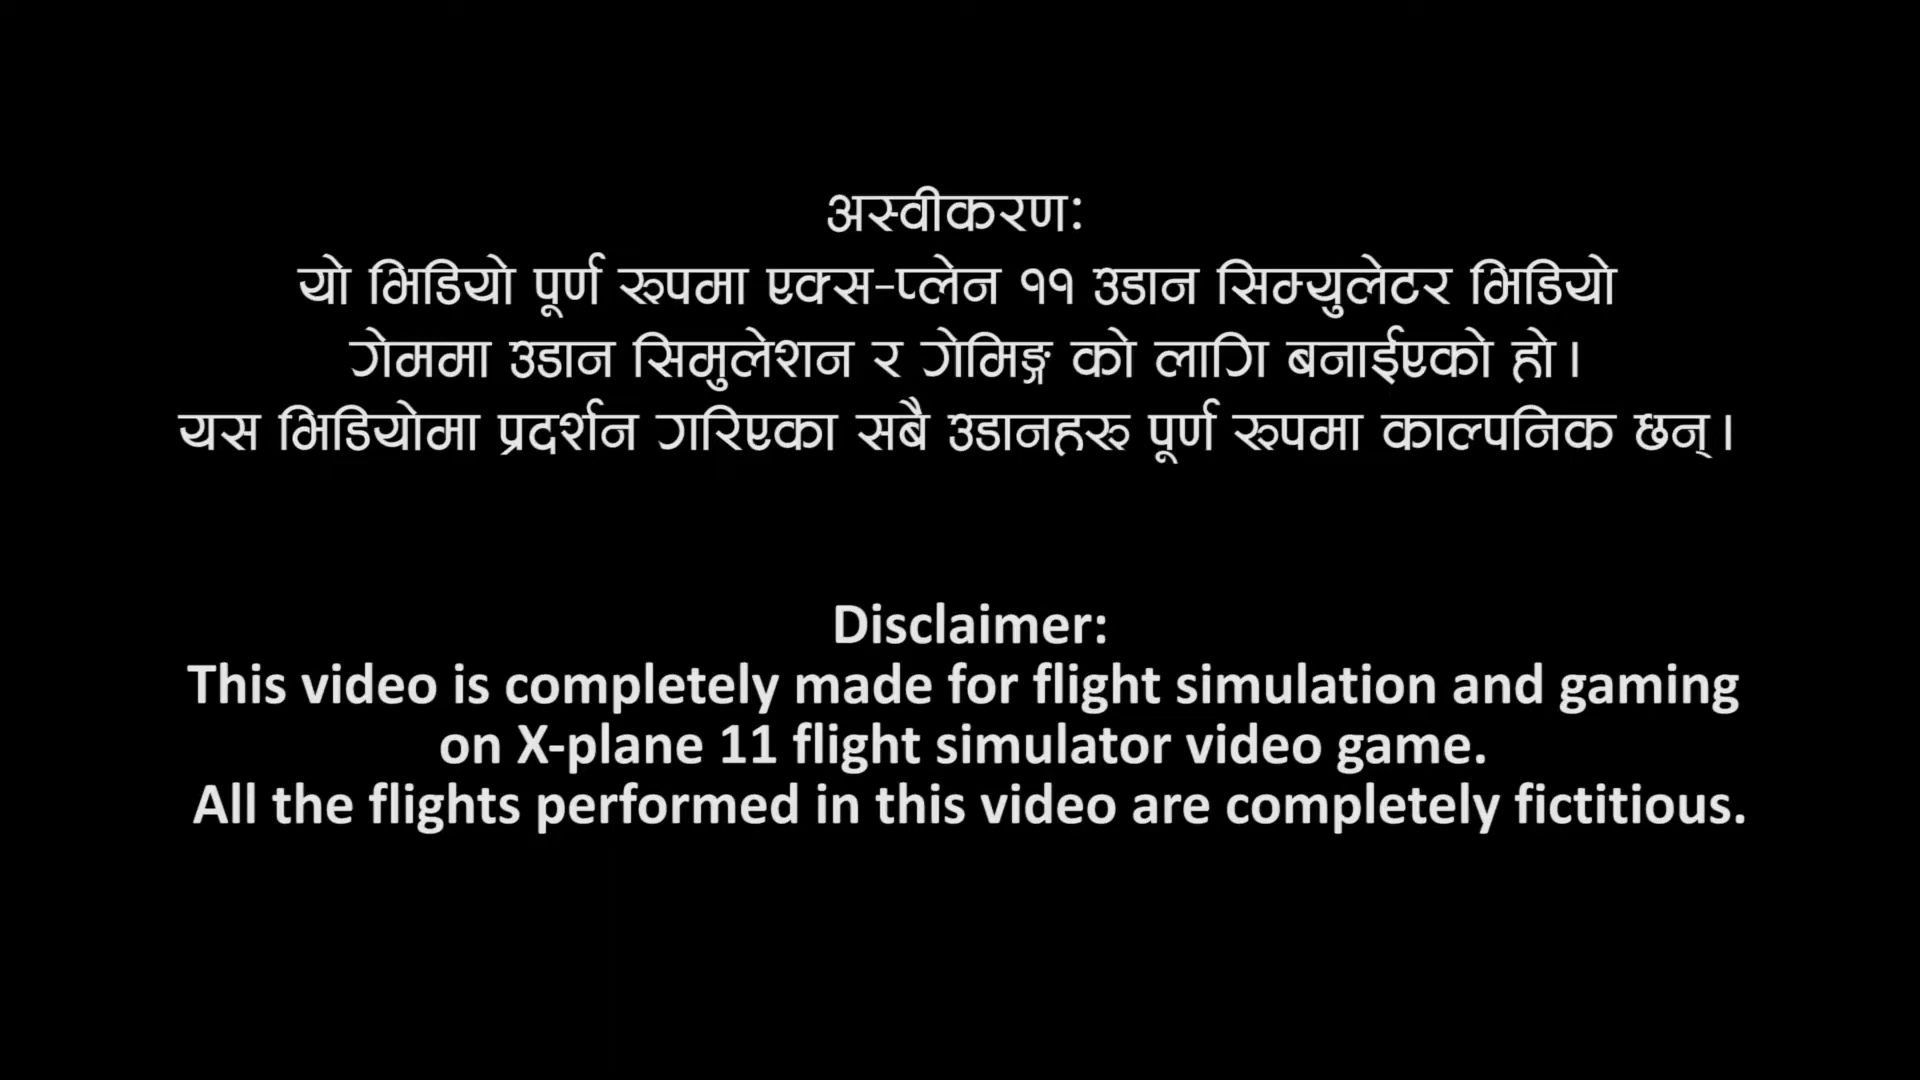 अस्वीकरण:
यो भिडियो पूर्ण रुपमा एक्स-प्लेन ११ उडान सिम्युलेटर भिडियो
गेममा उडान सिमुलेशन र गेमिङ्ग को लागि बनाईएको हो।
यस भिडियोमा प्रदर्शन गरिएका सबै उडानहरु पूर्ण रुपमा काल्पनिक छन्।
Disclaimer:
This video is completely made for flight simulation and gaming
on X-plane 11 flight simulator video game.
All the flights performed in this video are completely fictitious.